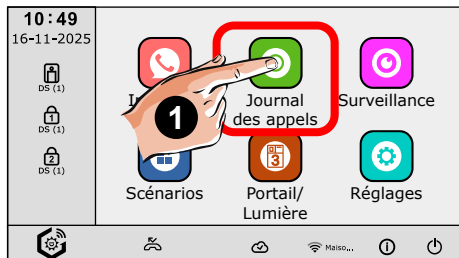 10:49
16-11-2025
DS (1)
1
DS (1)
2
DS (1)
Journal
des appels
Surveillance
1
Scénarios
3
Portail/
Lumière
Réglages
Maiso...